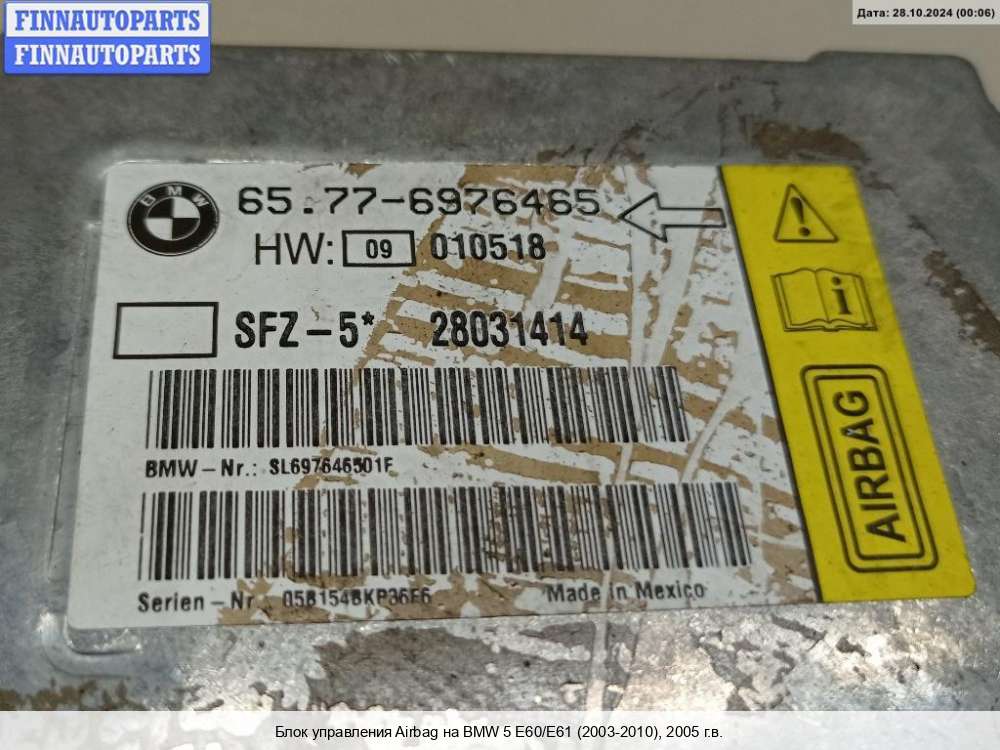 FINNAUTOPARTS
FINNAUTOPARTS
Дата: 28.10.2024 (00:06)
BMW
65.77-6976465
HW: 09 010518
SFZ-5* 28031414
BMW-Nr.: SL697646501F
Serien-Nr.
Made in Mexico
AIRBAG
Блок управления Airbag на BMW 5 E60/E61 (2003-2010), 2005 г.в.